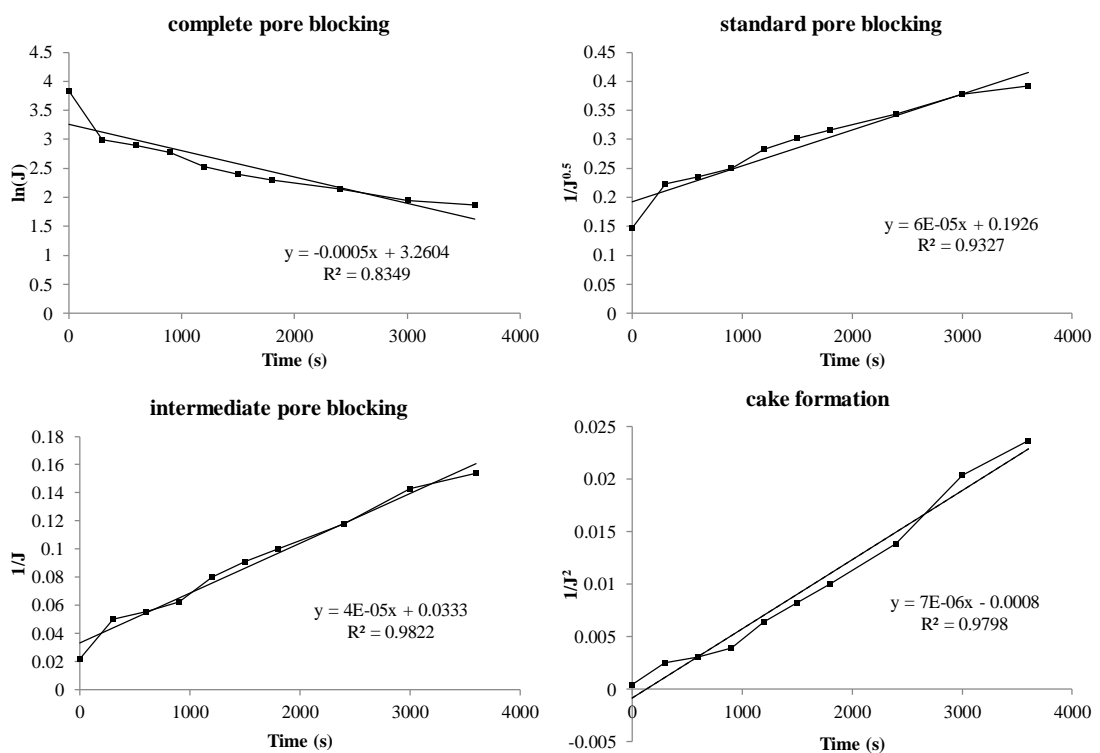 complete pore blocking
4.5
4
3.5
3
2.5
2
1.5
1
0.5
0
ln(J)
0 1000 2000 3000 4000
Time (s)
y = -0.0005x + 3.2604
R² = 0.8349
standard pore blocking
0.45
0.4
0.35
0.3
0.25
0.2
0.15
0.1
0.05
0
1/J⁰·⁵
0 1000 2000 3000 4000
Time (s)
y = 6E-05x + 0.1926
R² = 0.9327
intermediate pore blocking
0.18
0.16
0.14
0.12
0.1
0.08
0.06
0.04
0.02
0
1/J
0 1000 2000 3000 4000
Time (s)
y = 4E-05x + 0.0333
R² = 0.9822
cake formation
0.025
0.02
0.015
0.01
0.005
0
-0.005
1/J²
0 1000 2000 3000 4000
Time (s)
y = 7E-06x - 0.0008
R² = 0.9798